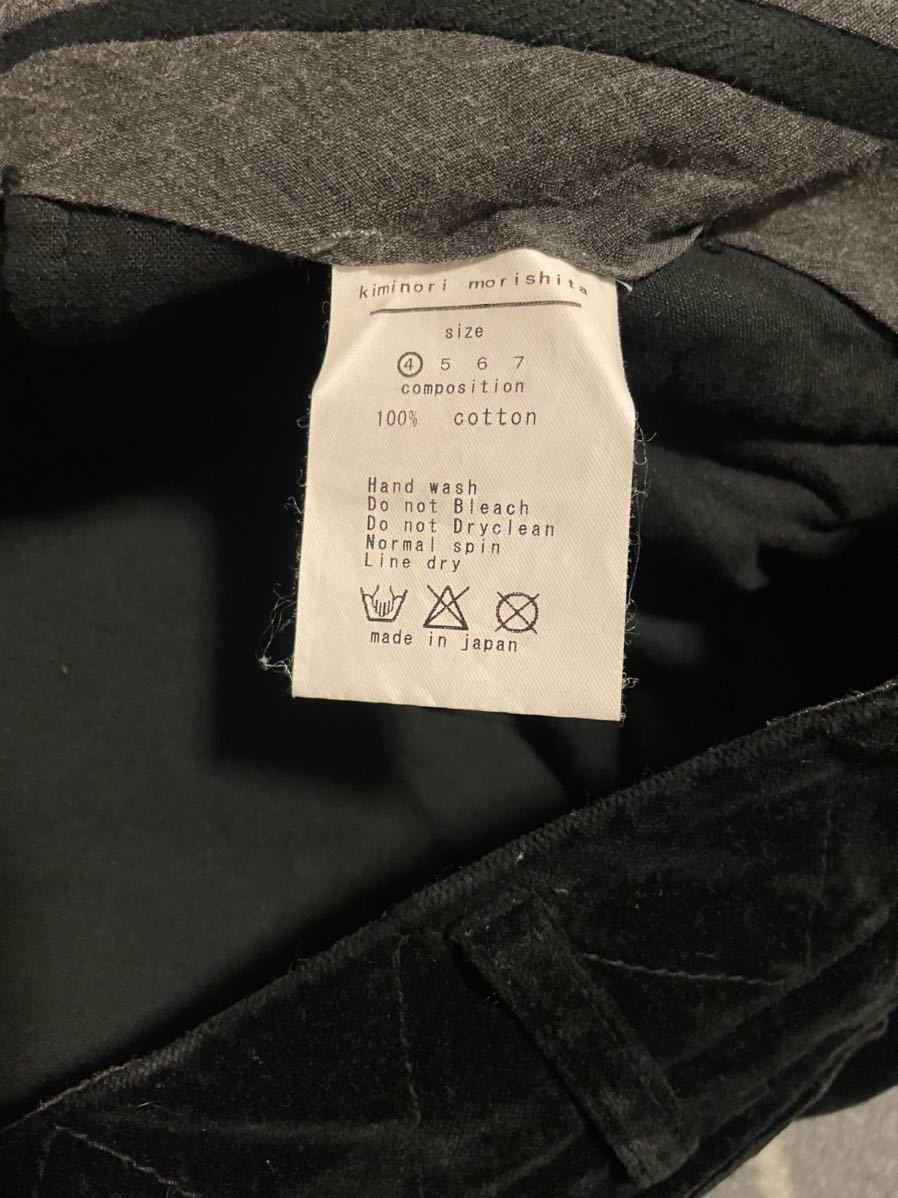 kiminori morishita
size
④ 5 6 7
composition
100% cotton
Hand wash
Do not Bleach
Do not Dryclean
Normal spin
Line dry
made in japan